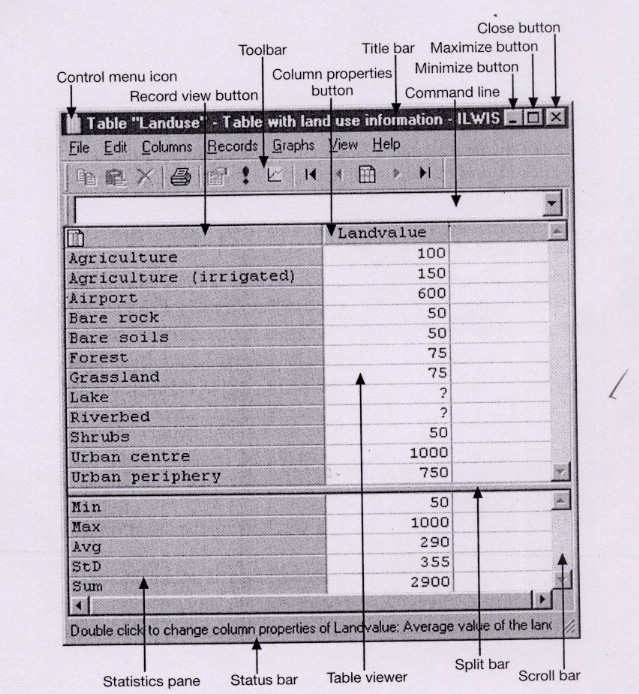 Close button
Toolbar Title bar Maximize button
Control menu icon Column properties Minimize button
Record view button button Command line
Table "Landuse" - Table with land use information - ILWIS
File Edit Columns Records Graphs View Help
Landvalue
Agriculture 100
Agriculture (irrigated) 150
Airport 600
Bare rock 50
Bare soils 50
Forest 75
Grassland 75
Lake ?
Riverbed ?
Shrubs 50
Urban centre 1000
Urban periphery 750
Min 50
Max 1000
Avg 290
StD 355
Sum 2900
Double click to change column properties of Landvalue: Average value of the land
Statistics pane Status bar Table viewer Split bar Scroll bar